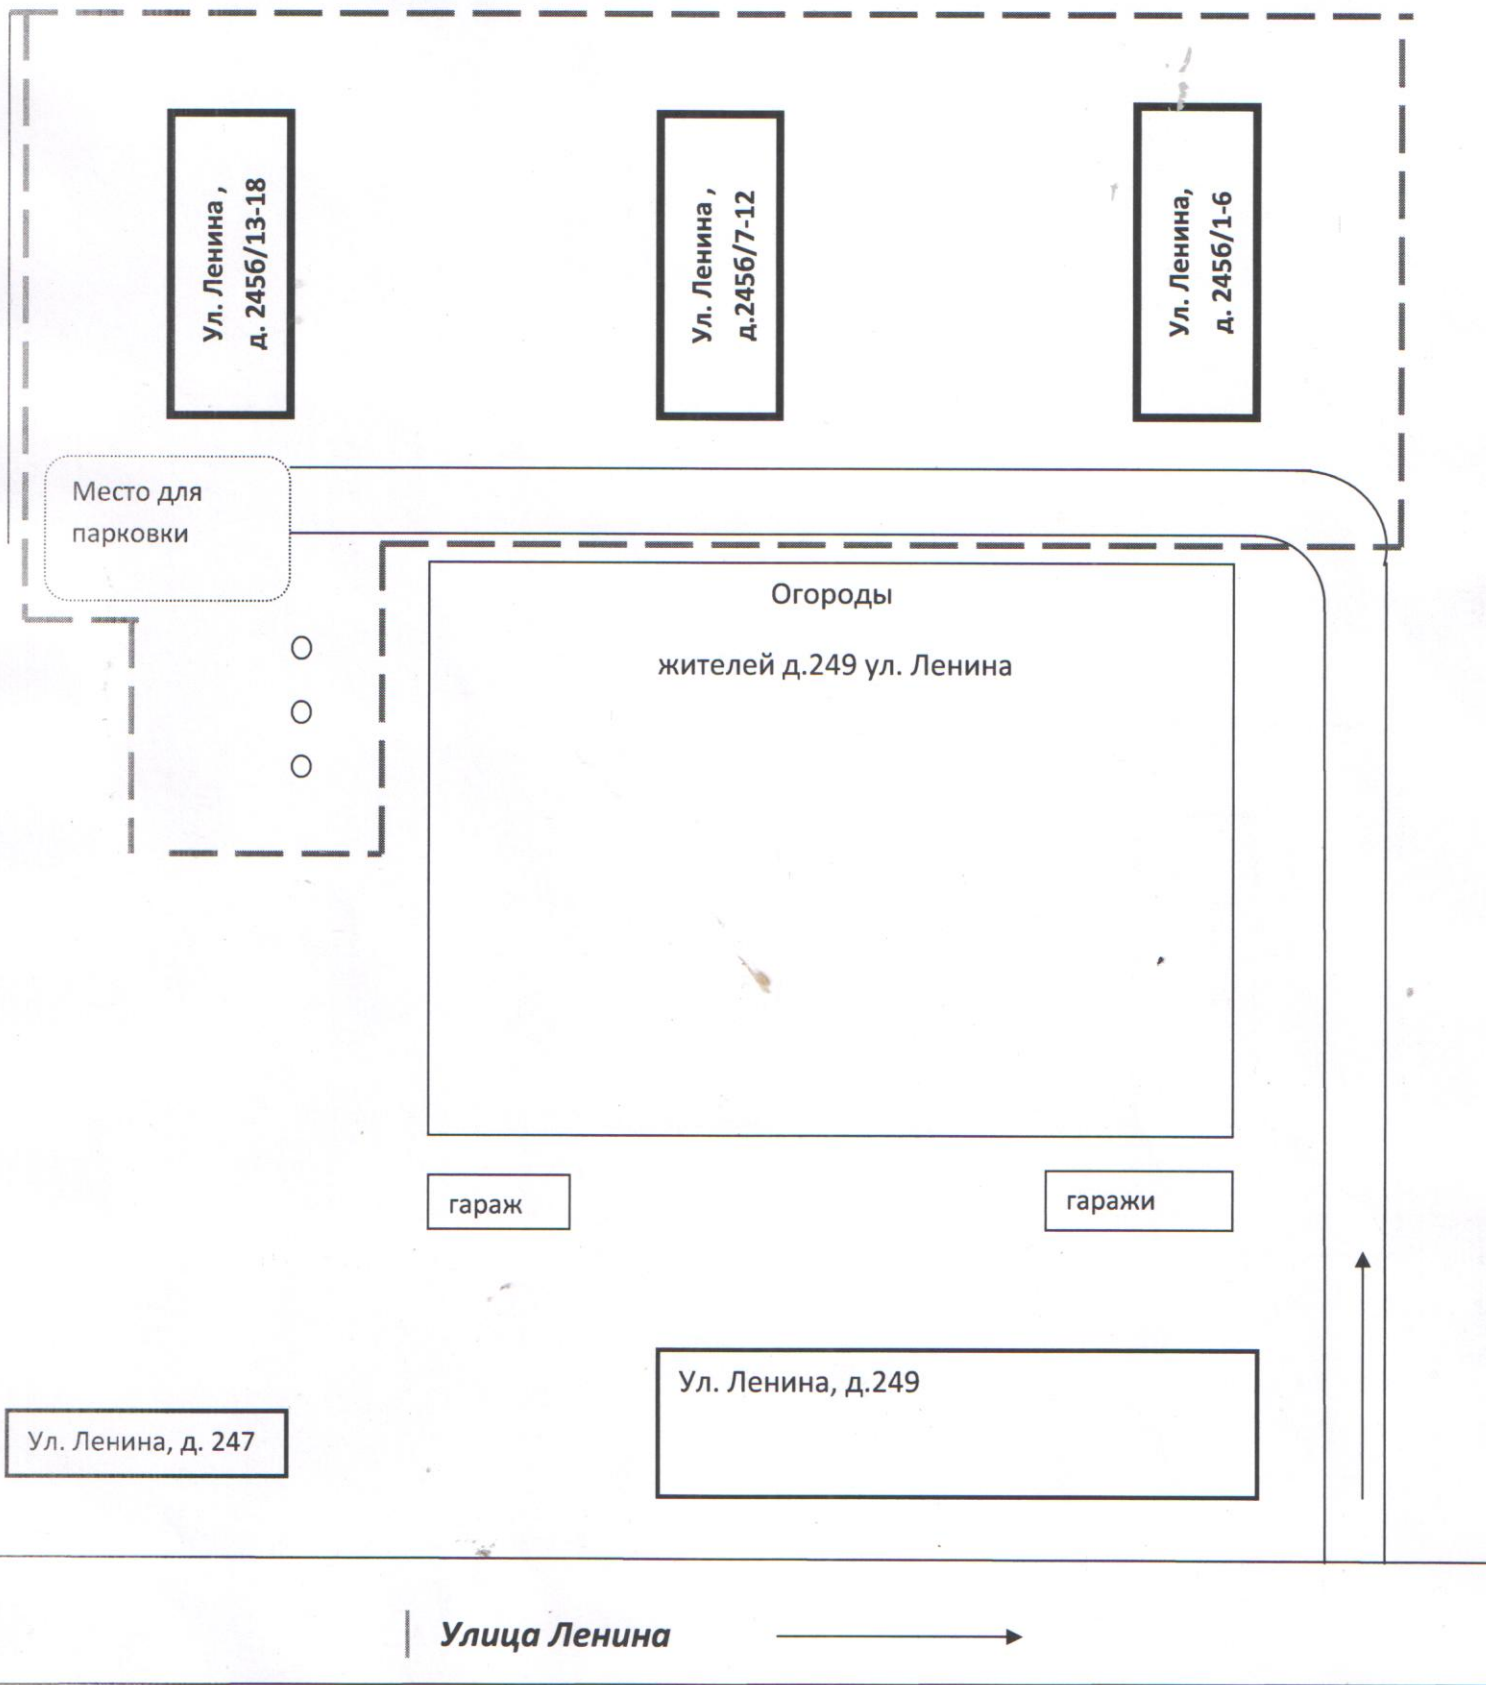 Ул. Ленина ,
д. 245б/13-18
Ул. Ленина ,
д.245б/7-12
Ул. Ленина,
д. 245б/1-6
Место для
парковки
Огороды
жителей д.249 ул. Ленина
гараж
гаражи
Ул. Ленина, д.249
Ул. Ленина, д. 247
Улица Ленина